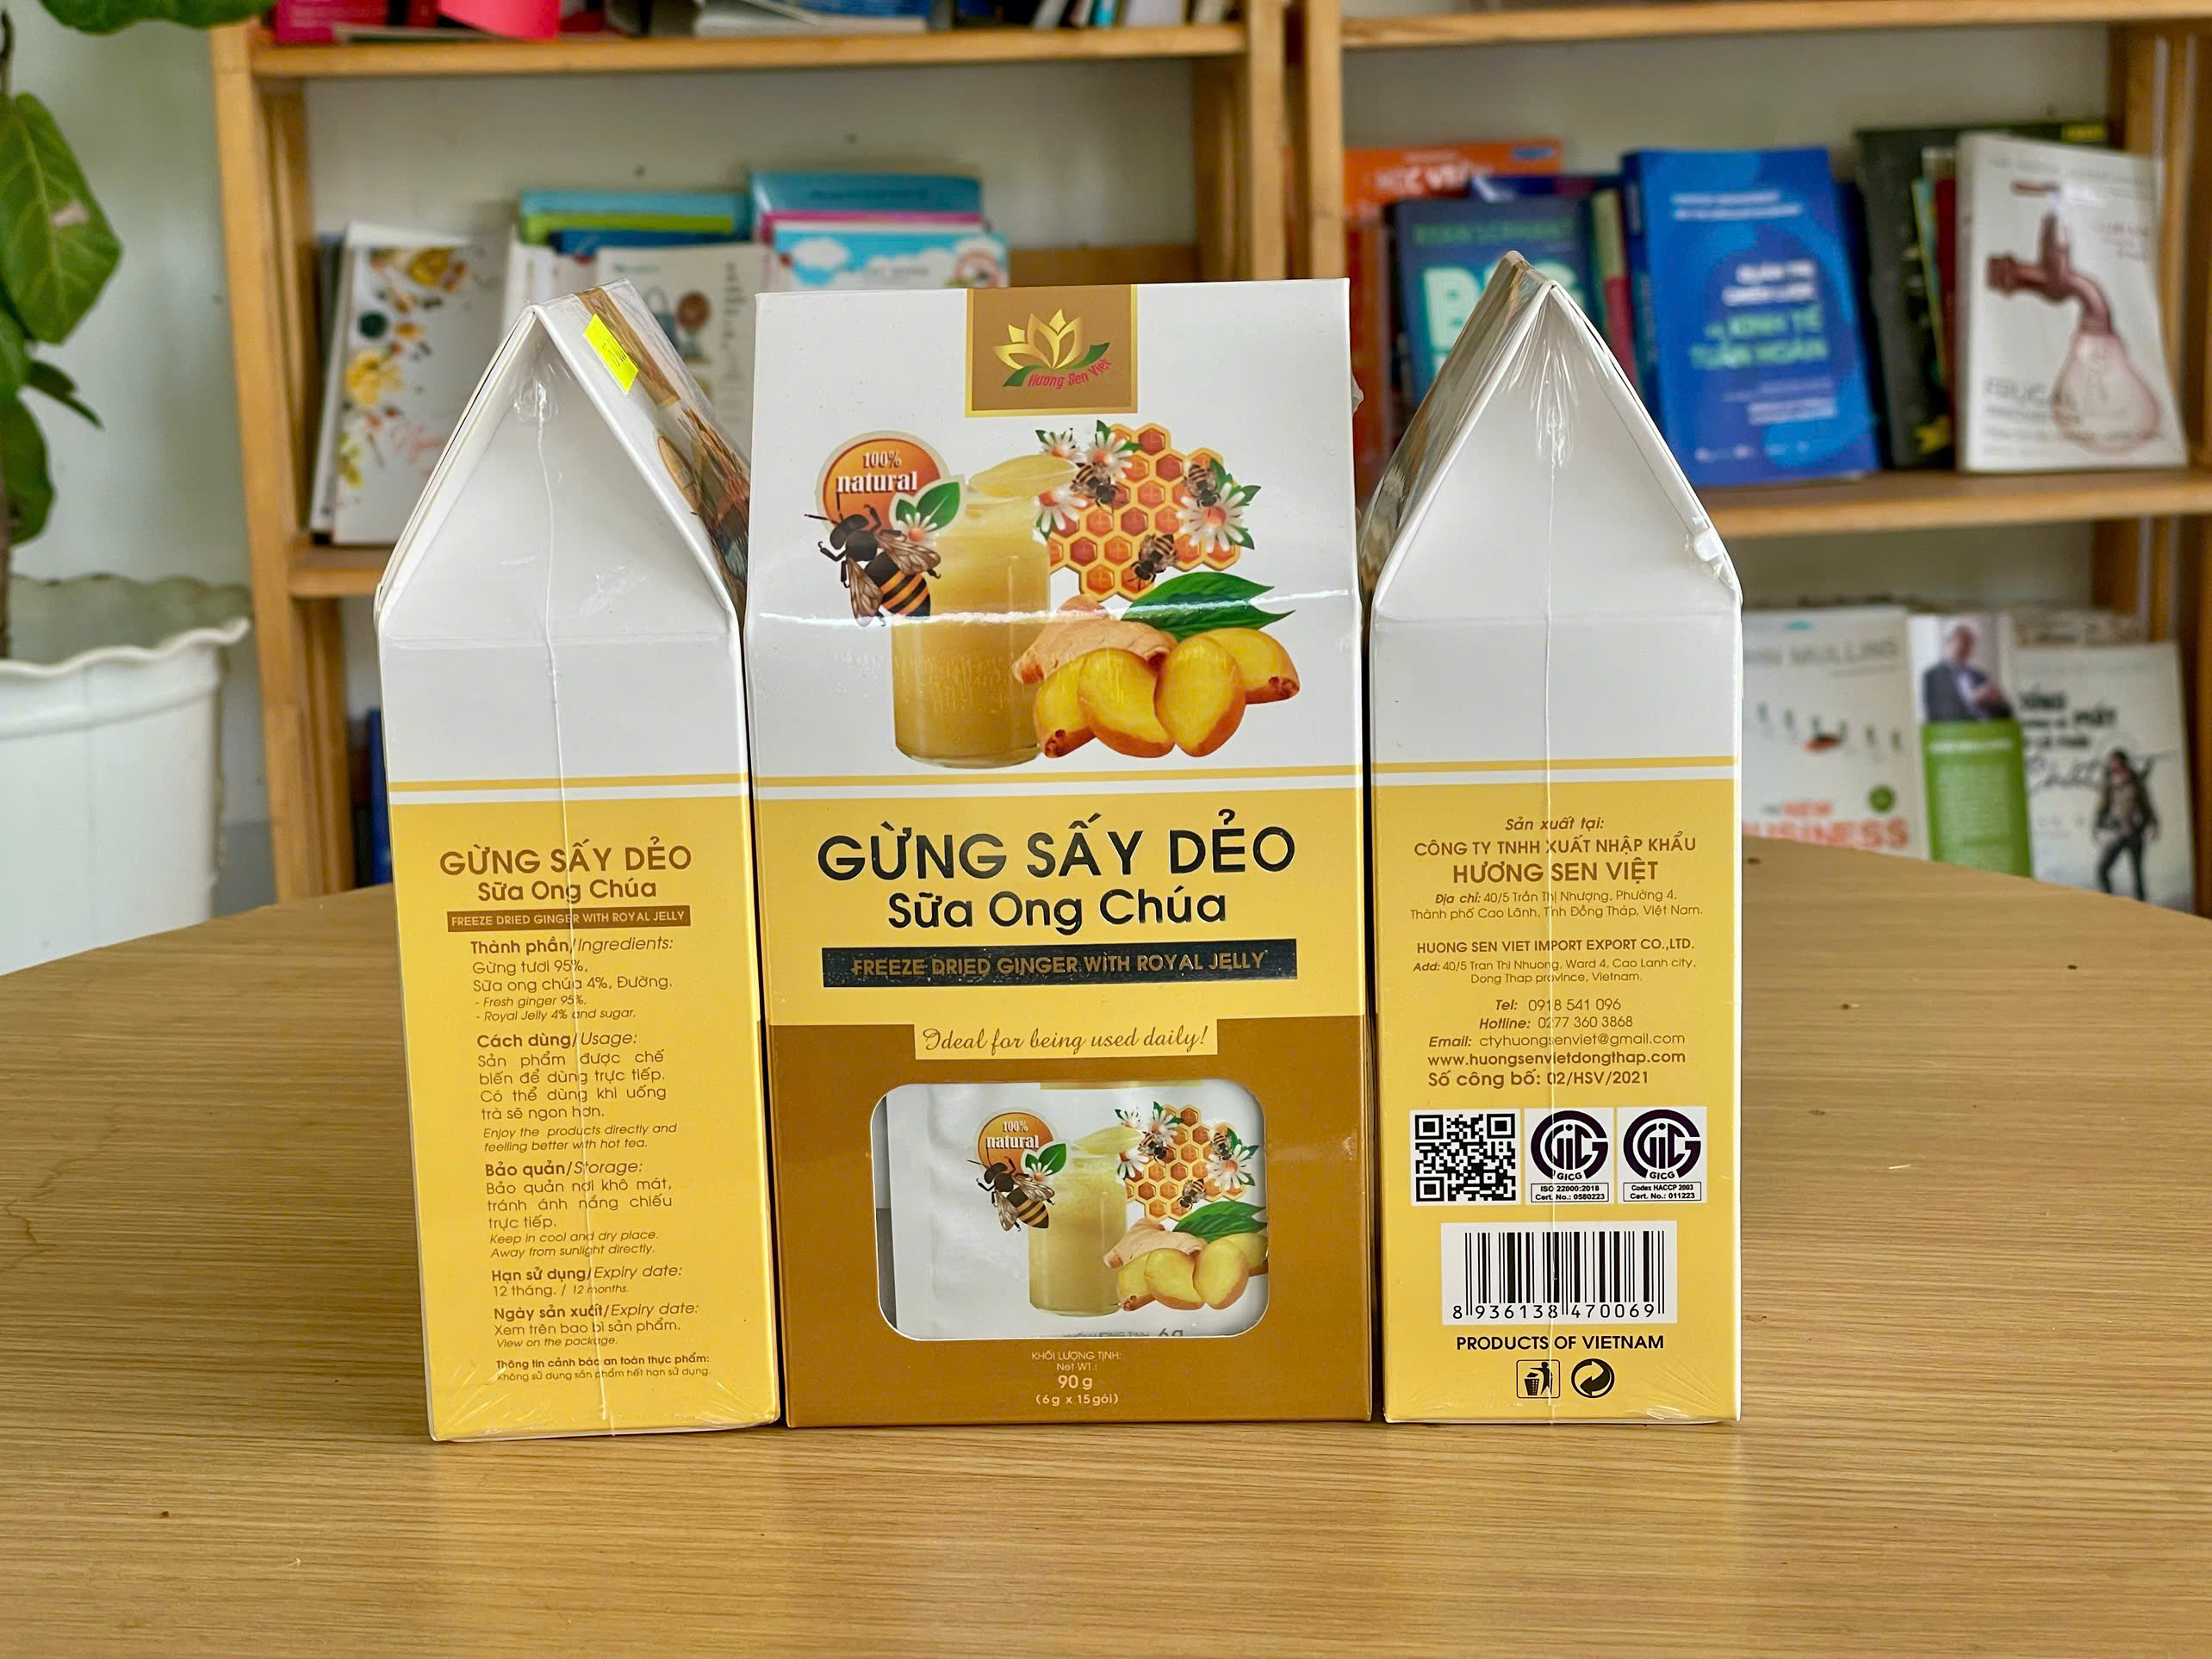 GỪNG SẤY DẺO
Sữa Ong Chúa
FREEZE DRIED GINGER WITH ROYAL JELLY
Thành phần/Ingredients:
Gừng tươi 95%,
Sữa ong chúa 4%, Đường.
- Fresh ginger 95%,
- Royal Jelly 4% and sugar.
Cách dùng/Usage:
Sản phẩm được chế
biến để dùng trực tiếp.
Có thể dùng khi uống
trà sẽ ngon hơn.
Enjoy the products directly and
feelling better with hot tea.
Bảo quản/Storage:
Bảo quản nơi khô mát,
tránh ánh nắng chiếu
trực tiếp.
Keep in cool and dry place.
Away from sunlight directly.
Hạn sử dụng/Expiry date:
12 tháng. / 12 months.
Ngày sản xuất/Expiry date:
Xem trên bao bì sản phẩm.
View on the package.
Thông tin cảnh báo an toàn thực phẩm:
Không sử dụng sản phẩm hết hạn sử dụng.
Hương Sen Việt
100%
natural
GỪNG SẤY DẺO
Sữa Ong Chúa
FREEZE DRIED GINGER WITH ROYAL JELLY
Ideal for being used daily!
100%
natural
6g
KHỐI LƯỢNG TỊNH:
Net WT.:
90 g
(6g x 15 gói)
Sản xuất tại:
CÔNG TY TNHH XUẤT NHẬP KHẨU
HƯƠNG SEN VIỆT
Địa chỉ: 40/5 Trần Thị Nhượng, Phường 4,
Thành phố Cao Lãnh, Tỉnh Đồng Tháp, Việt Nam.
HUONG SEN VIET IMPORT EXPORT CO.,LTD.
Add: 40/5 Tran Thi Nhuong, Ward 4, Cao Lanh city,
Dong Thap province, Vietnam.
Tel: 0918 541 096
Hotline: 0277 360 3868
Email: ctyhuongsenviet@gmail.com
www.huongsenvietdongthap.com
Số công bố: 02/HSV/2021
GICG
ISO 22000:2018
Cert. No.: 0580223
GICG
Codex HACCP 2003
Cert. No.: 011223
8 936138 470069
PRODUCTS OF VIETNAM
KINH TẾ
TUẦN HOÀN
JOHN MULLINS
NEW
BUSINESS